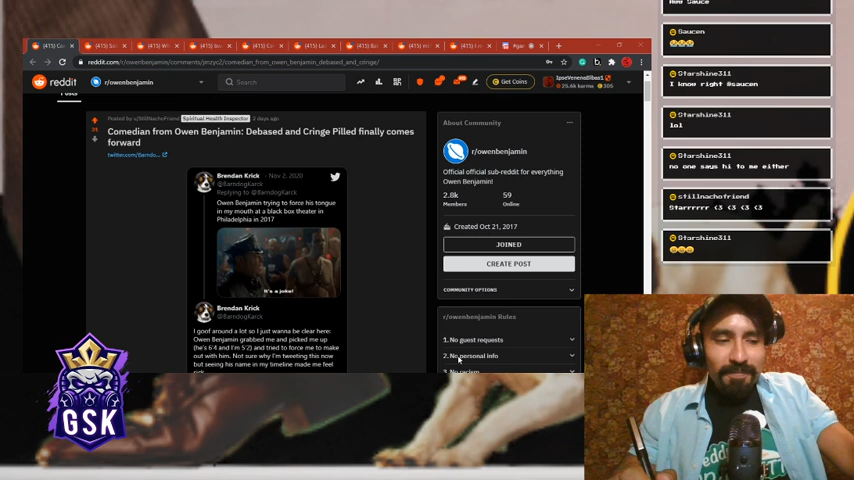 Saucen
Starshine311
I know right @saucen
Starshine311
lol
Starshine311
no one says hi to me either
stillnachofriend
Starrrrrr <3 <3 <3 <3
Starshine311
reddit.com/r/owenbenjamin/comments/jmzyc2/comedian_from_owen_benjamin_debased_and_cringe/
reddit
r/owenbenjamin
Search
Get Coins
IpseVenenaBibas1
25.6k karma
305
Posts
Posted by u/StillNachoFriend Spiritual Health Inspector 2 days ago
31
Comedian from Owen Benjamin: Debased and Cringe Pilled finally comes
forward
twitter.com/Barndo...
Brendan Krick · Nov 2, 2020
@BarndogKarck
Replying to @BarndogKarck
Owen Benjamin trying to force his tongue
in my mouth at a black box theater in
Philadelphia in 2017
It's a joke!
Brendan Krick
@BarndogKarck
I goof around a lot so I just wanna be clear here:
Owen Benjamin grabbed me and picked me up
(he's 6'4 and I'm 5'2) and tried to force me to make
out with him. Not sure why I'm tweeting this now
but seeing his name in my timeline made me feel
About Community
r/owenbenjamin
Official official sub-reddit for everything
Owen Benjamin!
2.8k
59
Members
Online
Created Oct 21, 2017
JOINED
CREATE POST
COMMUNITY OPTIONS
r/owenbenjamin Rules
1. No guest requests
2. No personal info
GSK